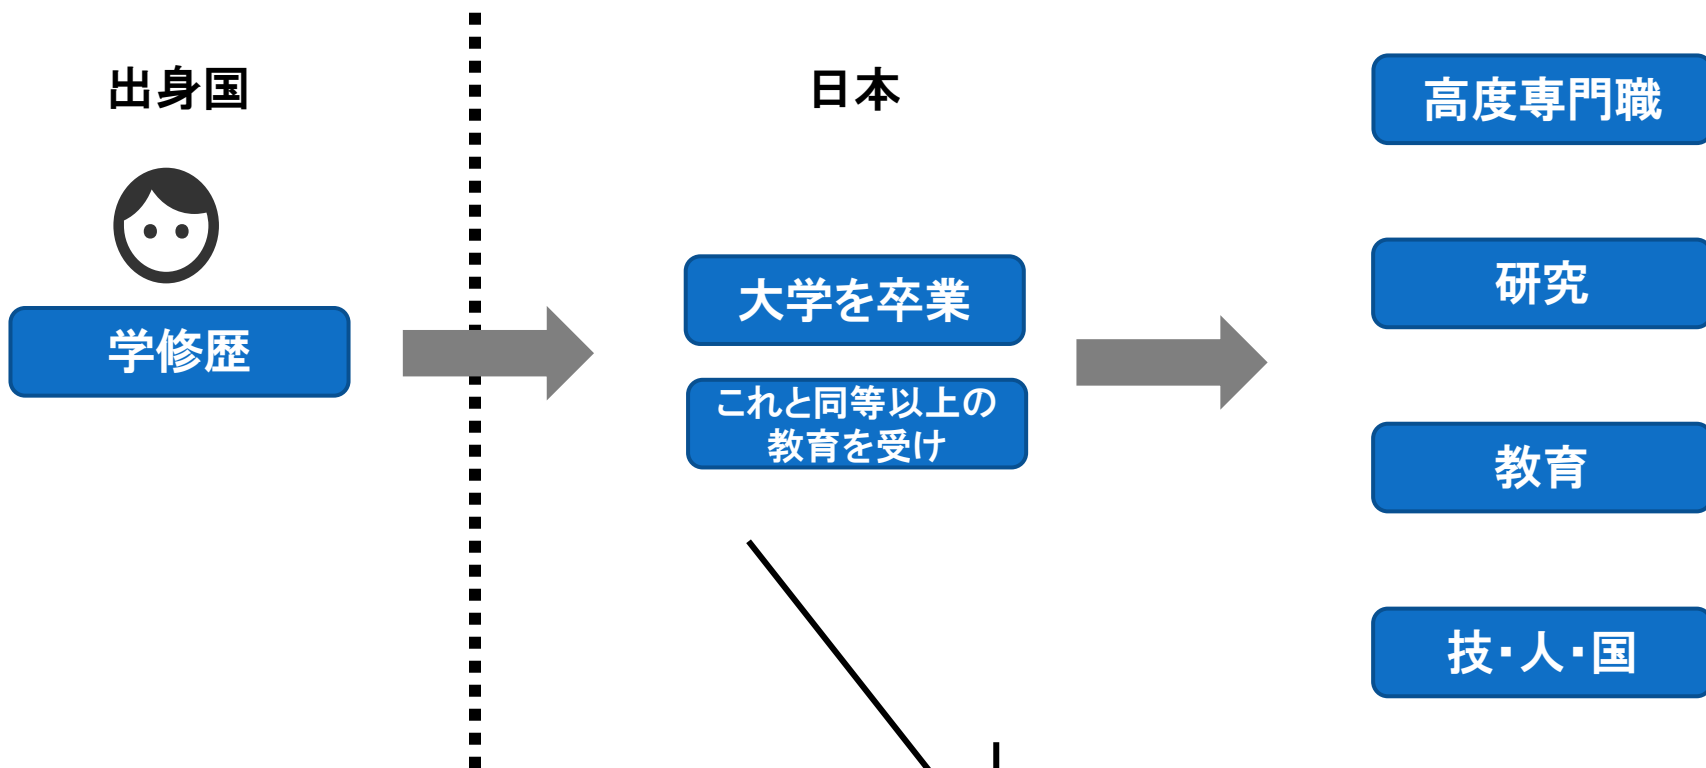 出身国
学修歴
日本
大学を卒業
これと同等以上の
教育を受け
高度専門職
研究
教育
技・人・国